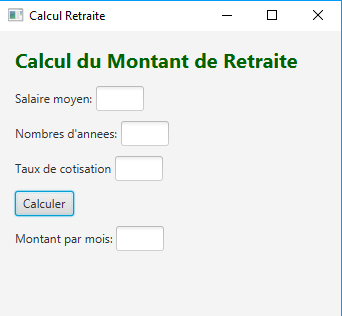 Calcul Retraite
Calcul du Montant de Retraite
Salaire moyen:
Nombres d'annees:
Taux de cotisation
Calculer
Montant par mois: